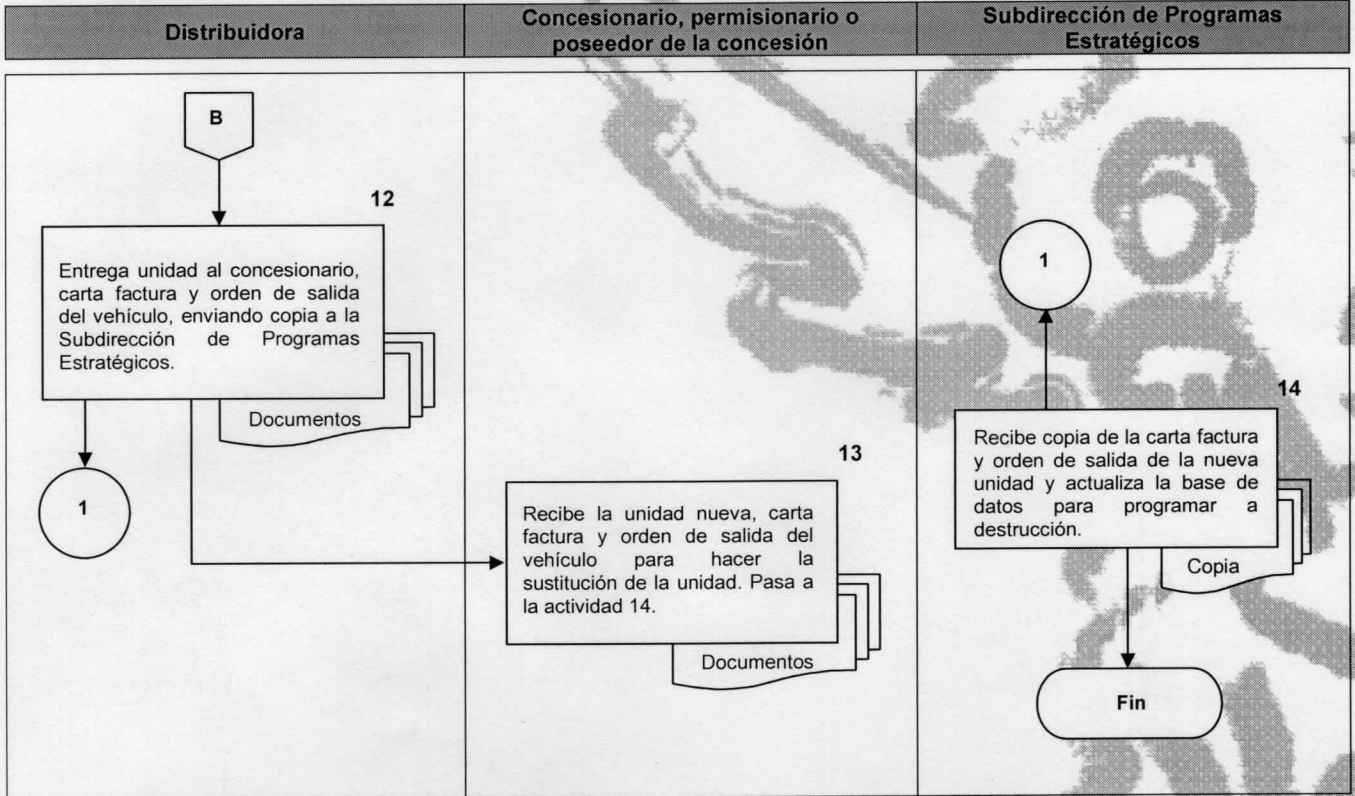 Distribuidora
Concesionario, permisionario o
poseedor de la concesión
Subdirección de Programas
Estratégicos
B
12
Entrega unidad al concesionario,
carta factura y orden de salida
del vehículo, enviando copia a la
Subdirección de Programas
Estratégicos.
Documentos
1
13
Recibe la unidad nueva, carta
factura y orden de salida del
vehículo para hacer la
sustitución de la unidad. Pasa a
la actividad 14.
Documentos
1
14
Recibe copia de la carta factura
y orden de salida de la nueva
unidad y actualiza la base de
datos para programar a
destrucción.
Copia
Fin